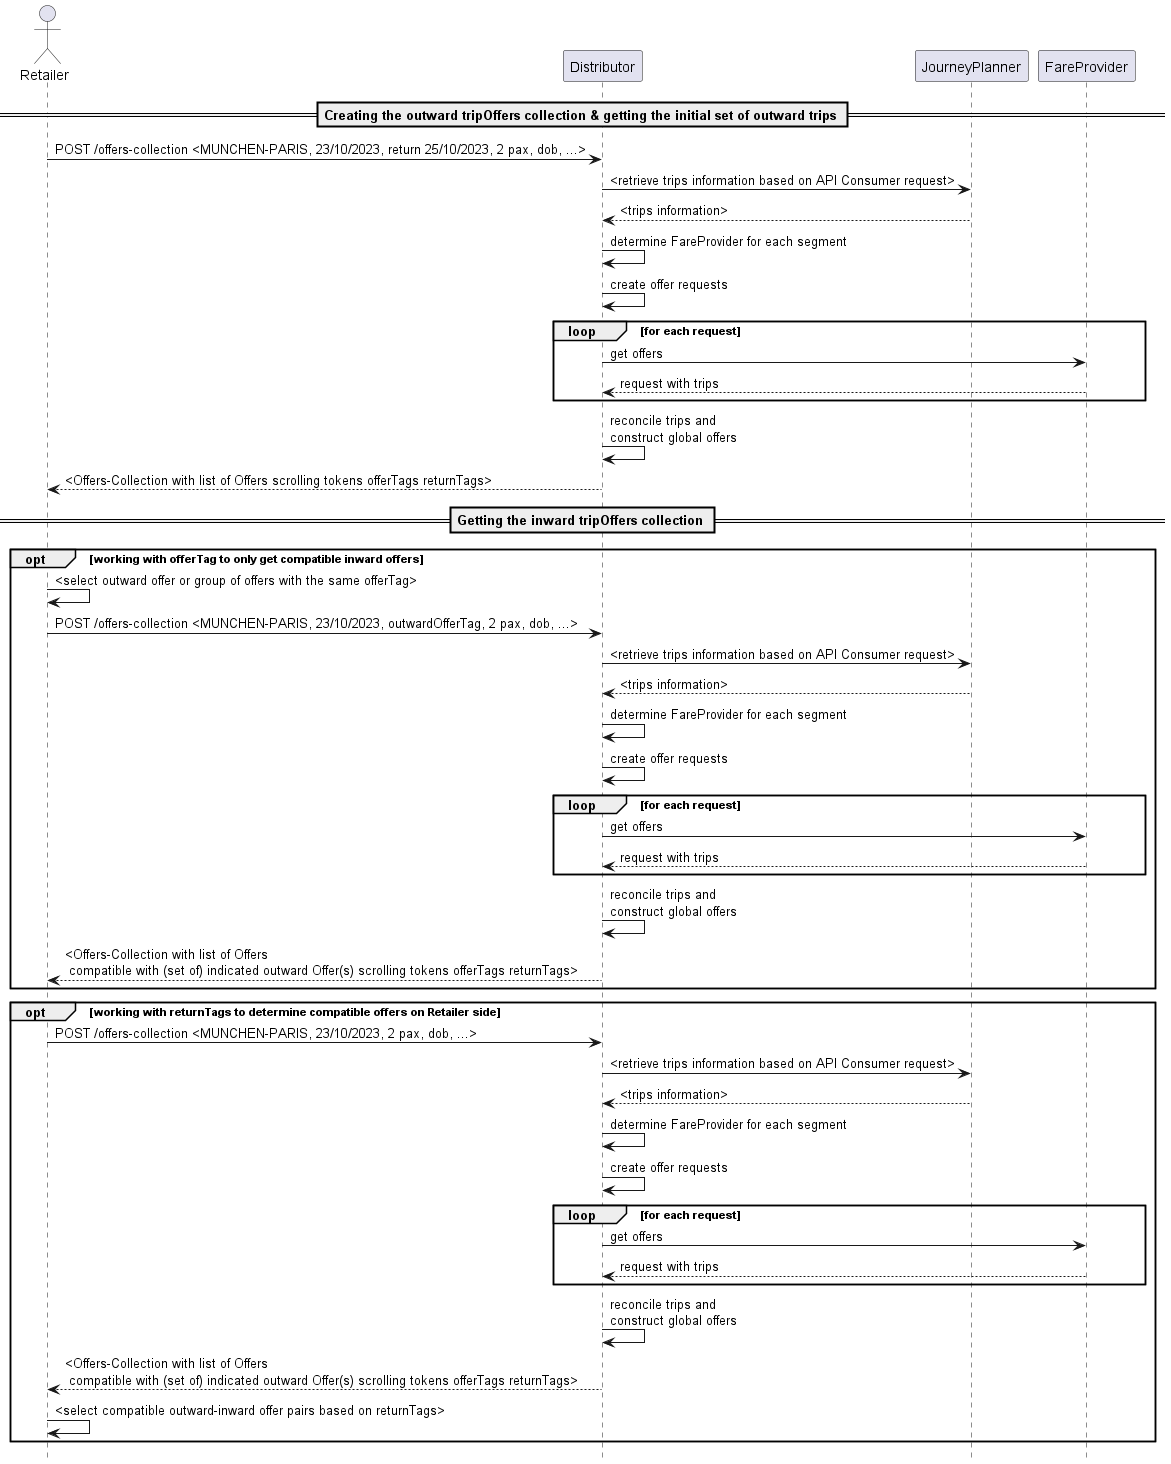 Retailer
Distributor
JourneyPlanner
FareProvider
Creating the outward tripOffers collection & getting the initial set of outward trips
POST /offers-collection <MUNCHEN-PARIS, 23/10/2023, return 25/10/2023, 2 pax, dob, ...>
<retrieve trips information based on API Consumer request>
<trips information>
determine FareProvider for each segment
create offer requests
loop [for each request]
get offers
request with trips
reconcile trips and
construct global offers
<Offers-Collection with list of Offers scrolling tokens offerTags returnTags>
Getting the inward tripOffers collection
opt [working with offerTag to only get compatible inward offers]
<select outward offer or group of offers with the same offerTag>
POST /offers-collection <MUNCHEN-PARIS, 23/10/2023, outwardOfferTag, 2 pax, dob, ...>
<retrieve trips information based on API Consumer request>
<trips information>
determine FareProvider for each segment
create offer requests
loop [for each request]
get offers
request with trips
reconcile trips and
construct global offers
<Offers-Collection with list of Offers
compatible with (set of) indicated outward Offer(s) scrolling tokens offerTags returnTags>
opt [working with returnTags to determine compatible offers on Retailer side]
POST /offers-collection <MUNCHEN-PARIS, 23/10/2023, 2 pax, dob, ...>
<retrieve trips information based on API Consumer request>
<trips information>
determine FareProvider for each segment
create offer requests
loop [for each request]
get offers
request with trips
reconcile trips and
construct global offers
<Offers-Collection with list of Offers
compatible with (set of) indicated outward Offer(s) scrolling tokens offerTags returnTags>
<select compatible outward-inward offer pairs based on returnTags>